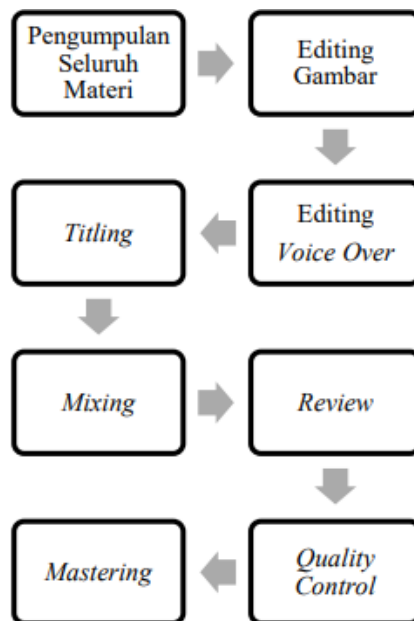 Pengumpulan
Seluruh
Materi
Editing
Gambar
Editing
Voice Over
Titling
Mixing
Review
Quality
Control
Mastering